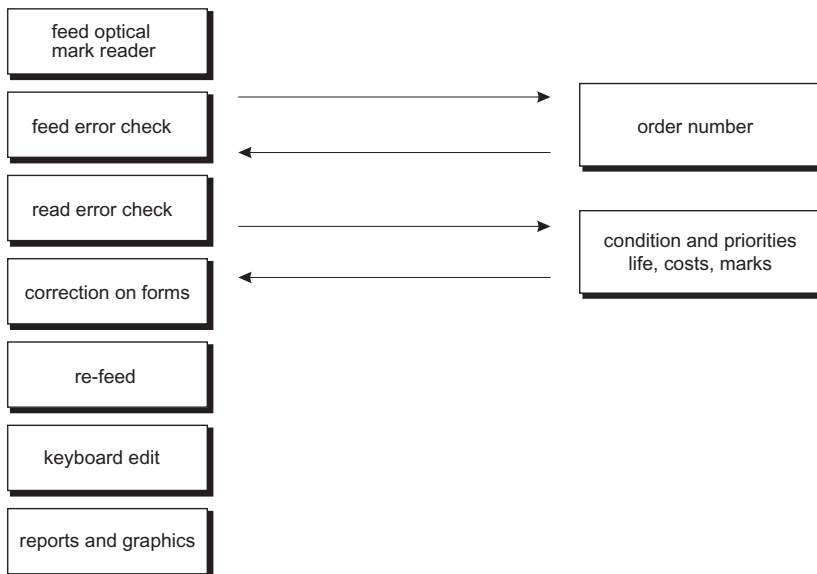 feed optical
mark reader
feed error check
order number
read error check
condition and priorities
life, costs, marks
correction on forms
re-feed
keyboard edit
reports and graphics